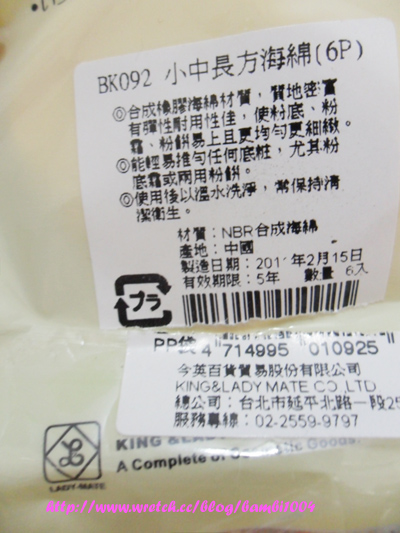 BK092 小中長方海綿(6P)
◎合成橡膠海綿材質，質地密實
有彈性耐用性佳，使粉底、粉
霜、粉餅易上且更均勻更細緻。
◎能輕易推勻任何底粧，尤其粉
底霜或兩用粉餅。
◎使用後以溫水洗淨，常保持清
潔衛生。
材質：NBR合成海綿
產地：中國
製造日期：2011年2月15日
有效期限：5年 數量 6入
プラ
PP袋 4 714995 010925
今英百貨貿易股份有限公司
KING&LADY MATE CO.,LTD
總公司：台北市延平北路一段25
服務專線：02-2559-9797
KING &LADY
A Complete of Cosmetic Goods.
LADY-MATE